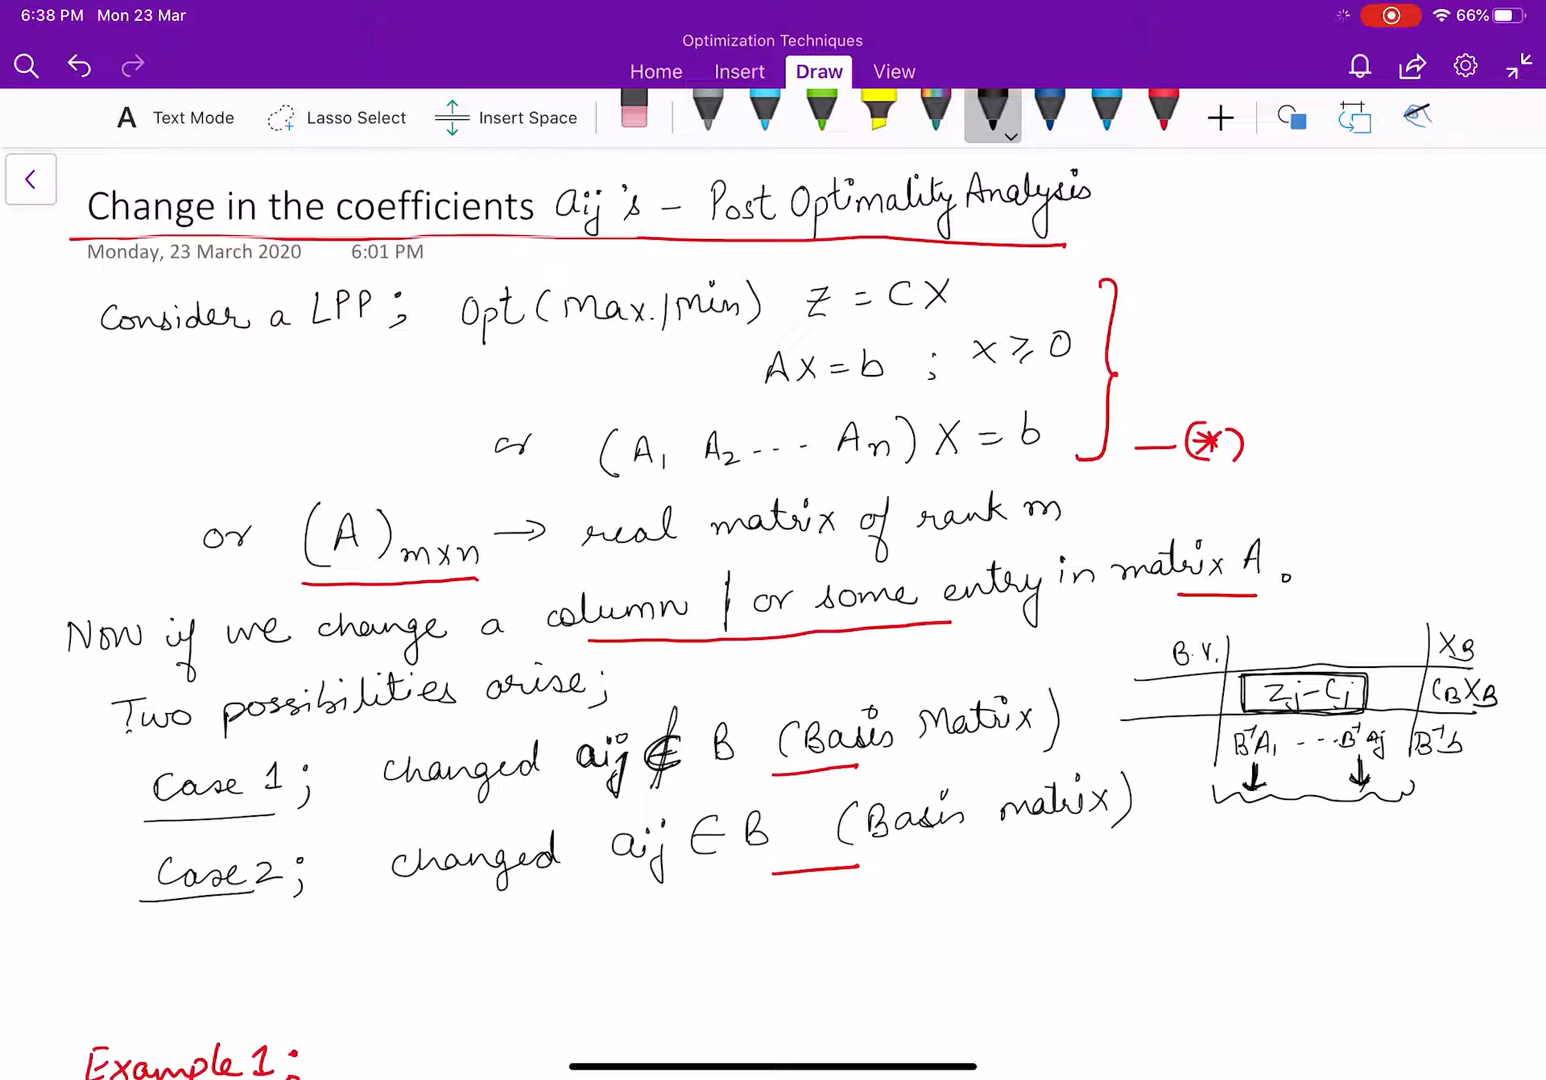 6:38 PM Mon 23 Mar
66%
Optimization Techniques
Home Insert Draw View
A Text Mode Lasso Select Insert Space
Change in the coefficients aij's - Post Optimality Analysis
Monday, 23 March 2020 6:01 PM
Consider a LPP; Opt (Max./Min) Z = CX
AX = b ; X ≥ 0
or (A1 A2 ... An) X = b —(*)
or (A)m×n → real matrix of rank m
Now if we change a column / or some entry in matrix A.
Two possibilities arise;
Case 1; changed aij ∉ B (Basis Matrix)
Case 2; changed aij ∈ B (Basis matrix)
B.V. XB
Zj-Cj CBXB
B⁻¹A1 ... B⁻¹Aj B⁻¹b
Example 1: